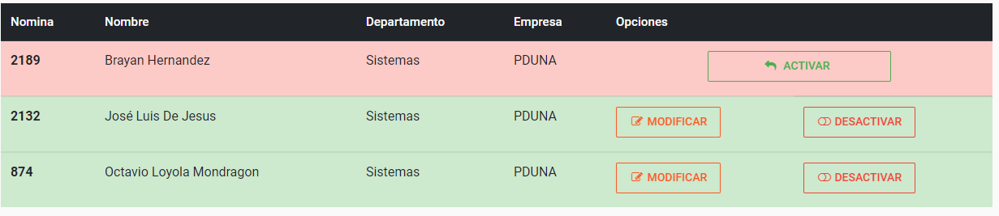 Nomina Nombre Departamento Empresa Opciones
2189 Brayan Hernandez Sistemas PDUNA ACTIVAR
2132 José Luis De Jesus Sistemas PDUNA MODIFICAR DESACTIVAR
874 Octavio Loyola Mondragon Sistemas PDUNA MODIFICAR DESACTIVAR